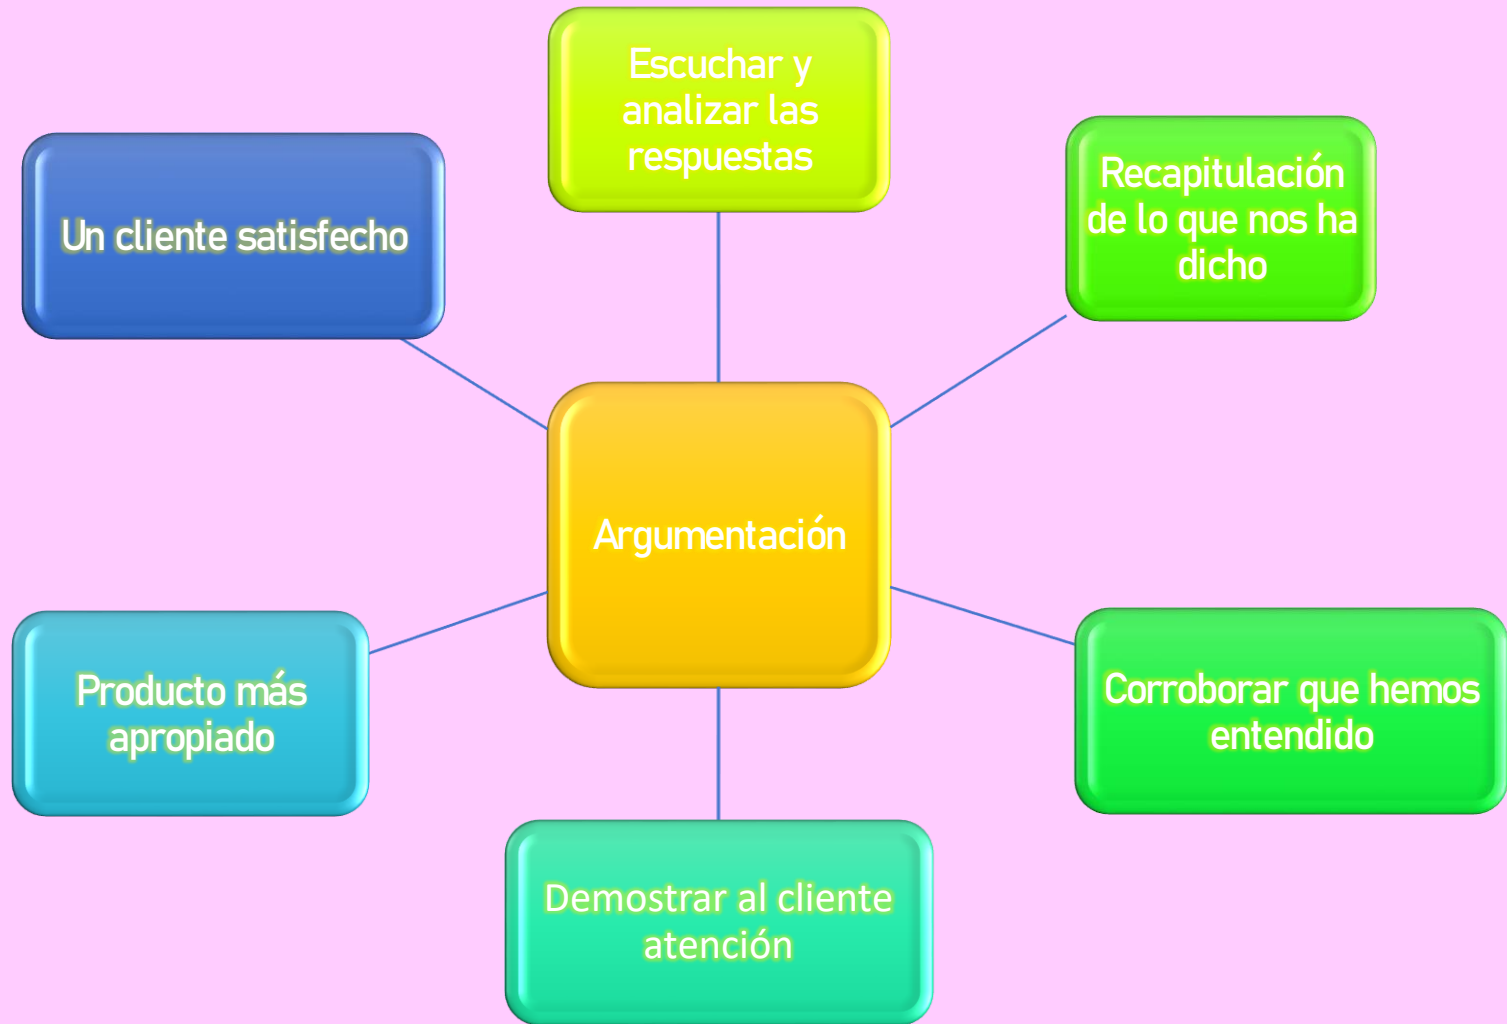 Escuchar y
analizar las
respuestas
Recapitulación
de lo que nos ha
dicho
Un cliente satisfecho
Argumentación
Corroborar que hemos
entendido
Producto más
apropiado
Demostrar al cliente
atención